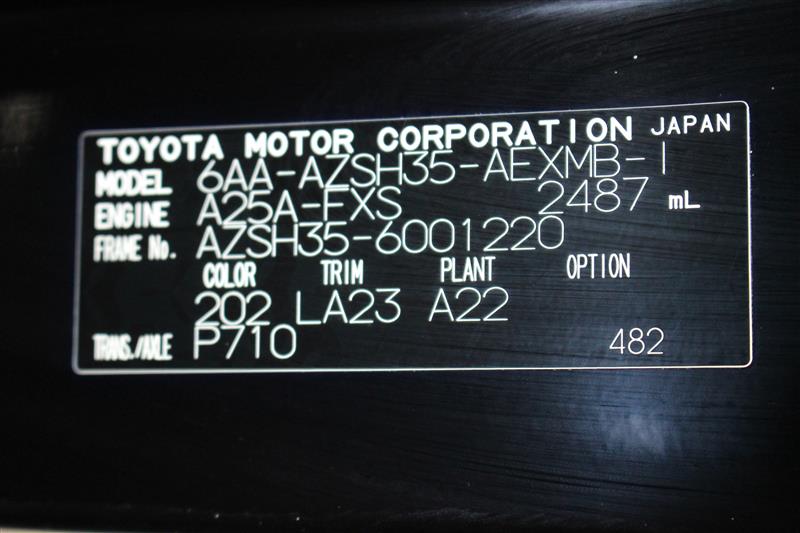 TOYOTA MOTOR CORPORATION JAPAN
MODEL 6AA-AZSH35-AEXMB-I
ENGINE A25A-FXS 2487 mL
FRAME No. AZSH35-6001220
COLOR TRIM PLANT OPTION
202 LA23 A22
TRANS./AXLE P710 482